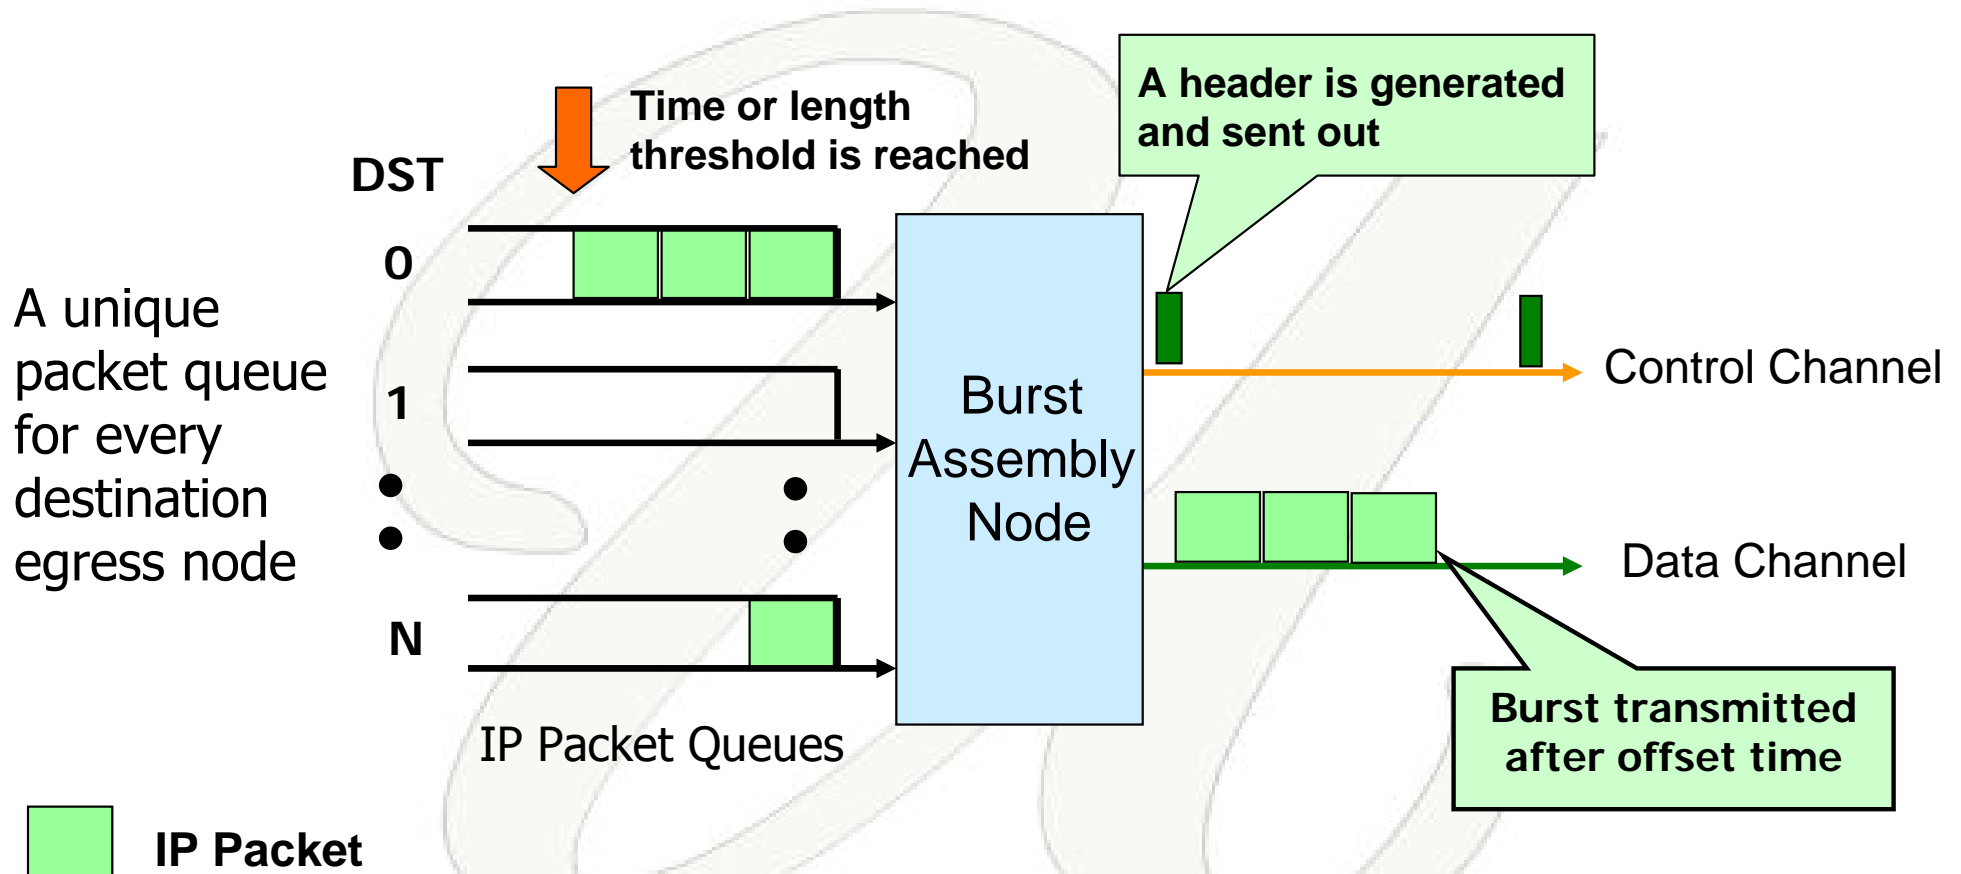 A header is generated
and sent out
Time or length
threshold is reached
DST
0
1
N
A unique
packet queue
for every
destination
egress node
Burst
Assembly
Node
Control Channel
Data Channel
Burst transmitted
after offset time
IP Packet Queues
IP Packet